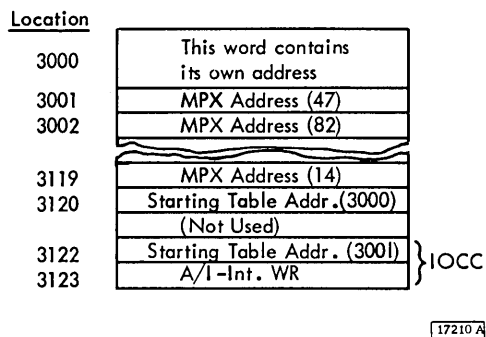 Location
3000 This word contains
its own address
3001 MPX Address (47)
3002 MPX Address (82)
3119 MPX Address (14)
3120 Starting Table Addr.(3000)
(Not Used)
3122 Starting Table Addr. (3001)
3123 A/I-Int. WR
IOCC
17210 A